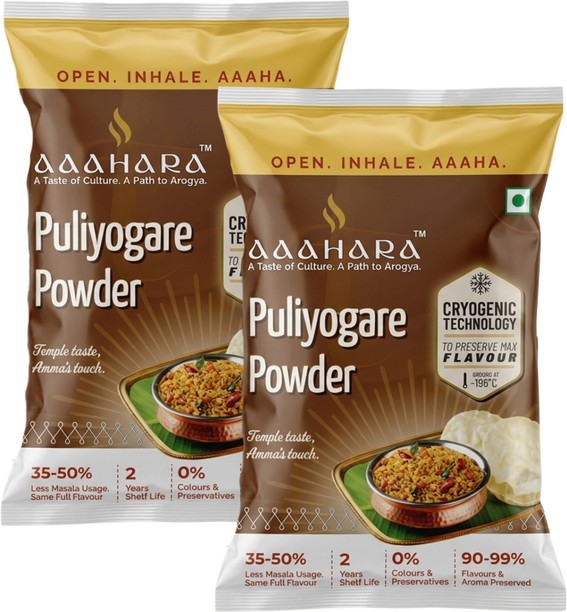 OPEN. INHALE. AAAHA.
AAAHARA™
A Taste of Culture. A Path to Arogya.
Puliyogare
Powder
Temple taste,
Amma's touch.
35-50%
Less Masala Usage,
Same Full Flavour
2
Years
Shelf Life
0%
Colours &
Preservatives
CR
TEC
TO
F
OPEN. INHALE. AAAHA.
AAAHARA™
A Taste of Culture. A Path to Arogya.
Puliyogare
Powder
CRYOGENIC
TECHNOLOGY
TO PRESERVE MAX
FLAVOUR
GROUND AT
-196°C
Temple taste,
Amma's touch.
35-50%
Less Masala Usage,
Same Full Flavour
2
Years
Shelf Life
0%
Colours &
Preservatives
90-99%
Flavours &
Aroma Preserved